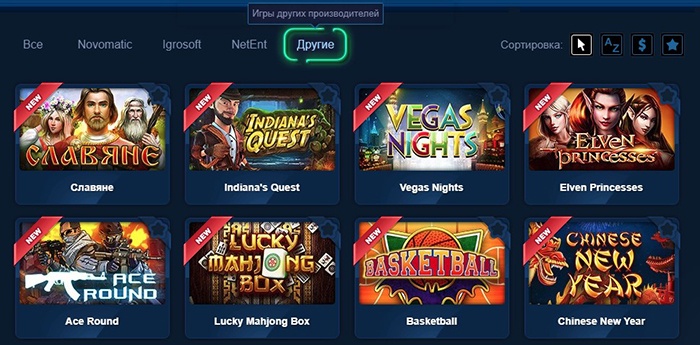 Игры других производителей
Все Novomatic Igrosoft NetEnt Другие Сортировка: A Z $
NEW NEW NEW NEW
СЛАВЯНЕ INDIANA'S QUEST VEGAS NIGHTS ELVEN PRINCESSES
Славяне Indiana's Quest Vegas Nights Elven Princesses
NEW NEW NEW NEW
ACE ROUND LUCKY MAHJONG BOX BASKETBALL CHINESE NEW YEAR
Ace Round Lucky Mahjong Box Basketball Chinese New Year